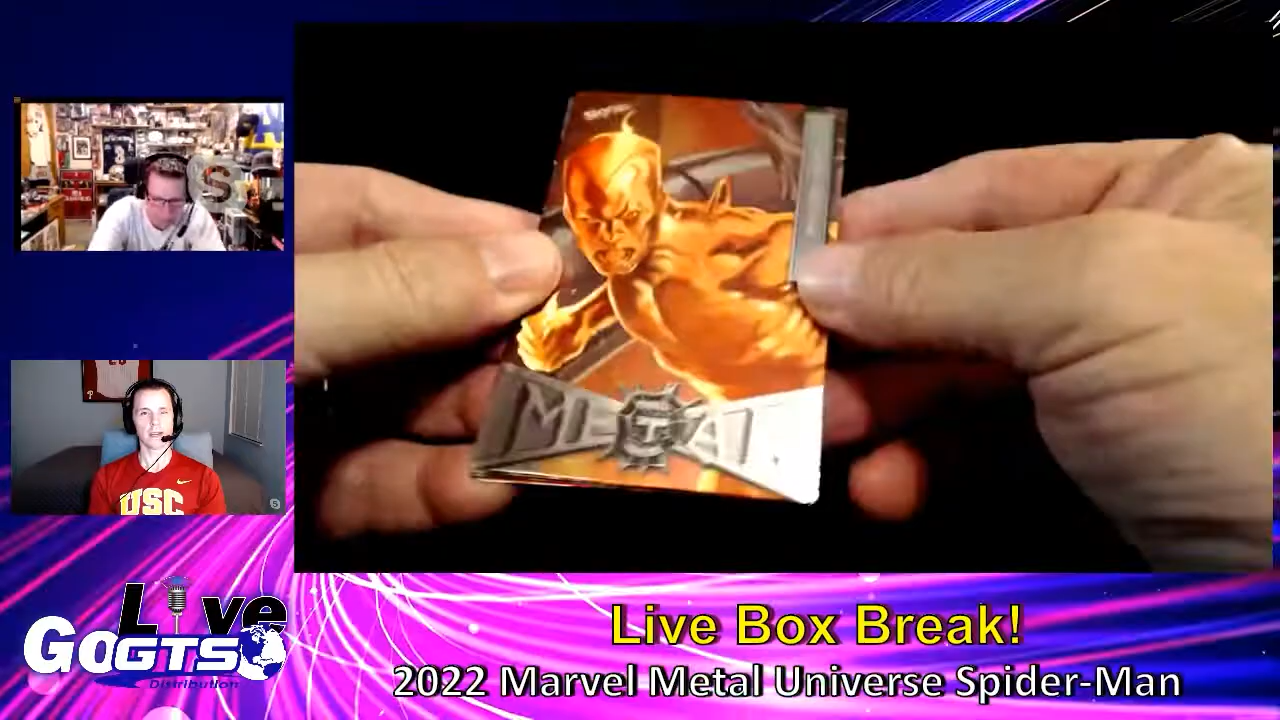 METAL
USC
Live
GOGTS
Distribution
Live Box Break!
2022 Marvel Metal Universe Spider-Man